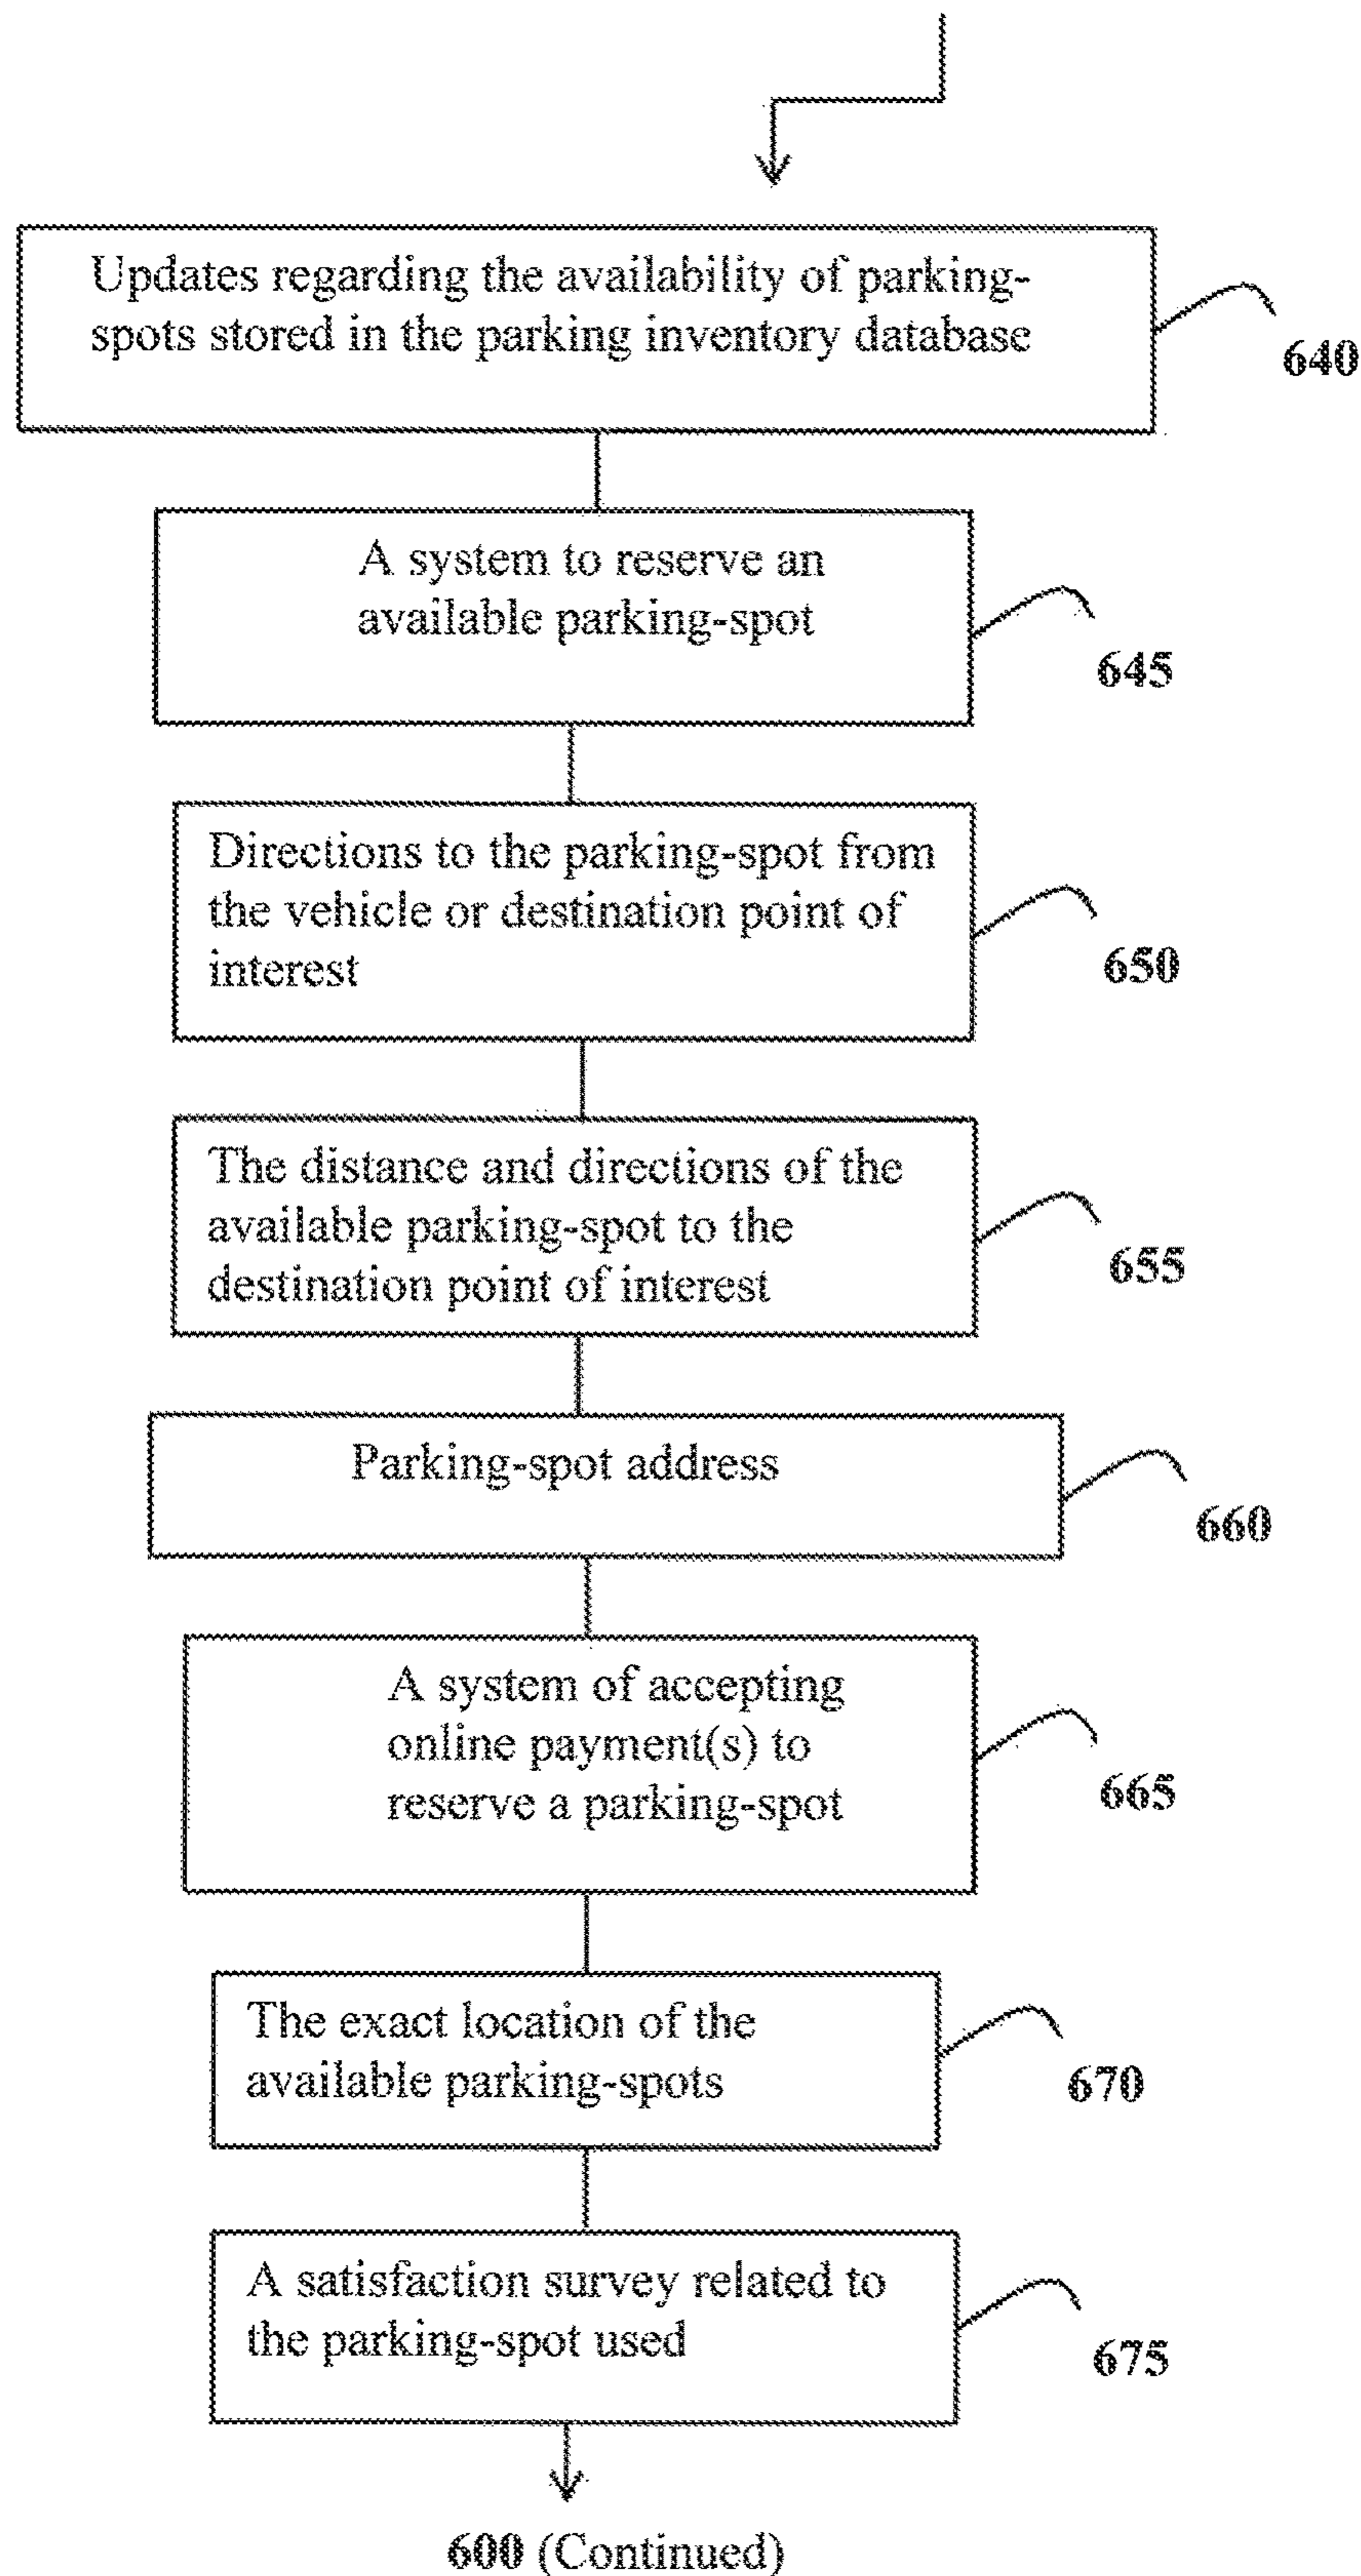 Updates regarding the availability of parking-
spots stored in the parking inventory database
640
A system to reserve an
available parking-spot
645
Directions to the parking-spot from
the vehicle or destination point of
interest
650
The distance and directions of the
available parking-spot to the
destination point of interest
655
Parking-spot address
660
A system of accepting
online payment(s) to
reserve a parking-spot
665
The exact location of the
available parking-spots
670
A satisfaction survey related to
the parking-spot used
675
600 (Continued)